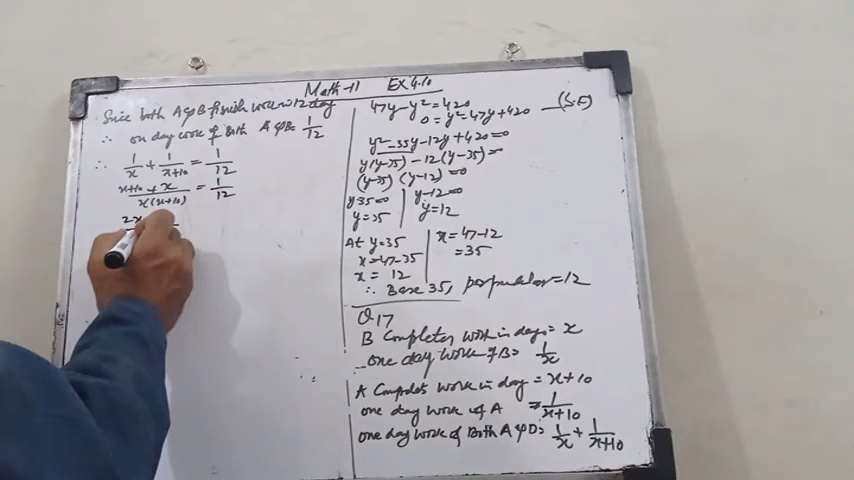 Math-11 EX 4.10
Since both A & B finish work in 12 day
∴ on day work of Both A & B = 1/12
∴ 1/x + 1/(x+10) = 1/12
(x+10+x)/(x(x+10)) = 1/12
2x
47y-y²=420
0=y²-47y+420 (S.F)
y²-35y-12y+420=0
y(y-35)-12(y-35)=0
(y-35)(y-12)=0
y-35=0 | y-12=0
y=35 | y=12
At y=35 | x=47-12
x=47-35 | =35
x= 12
∴ Base 35, perpendicular=12
Q17
B Completes work in days= x
∴ one day work of B= 1/x
A Completes work in day = x+10
one day work of A = 1/(x+10)
one day work of Both A & B= 1/x + 1/(x+10)